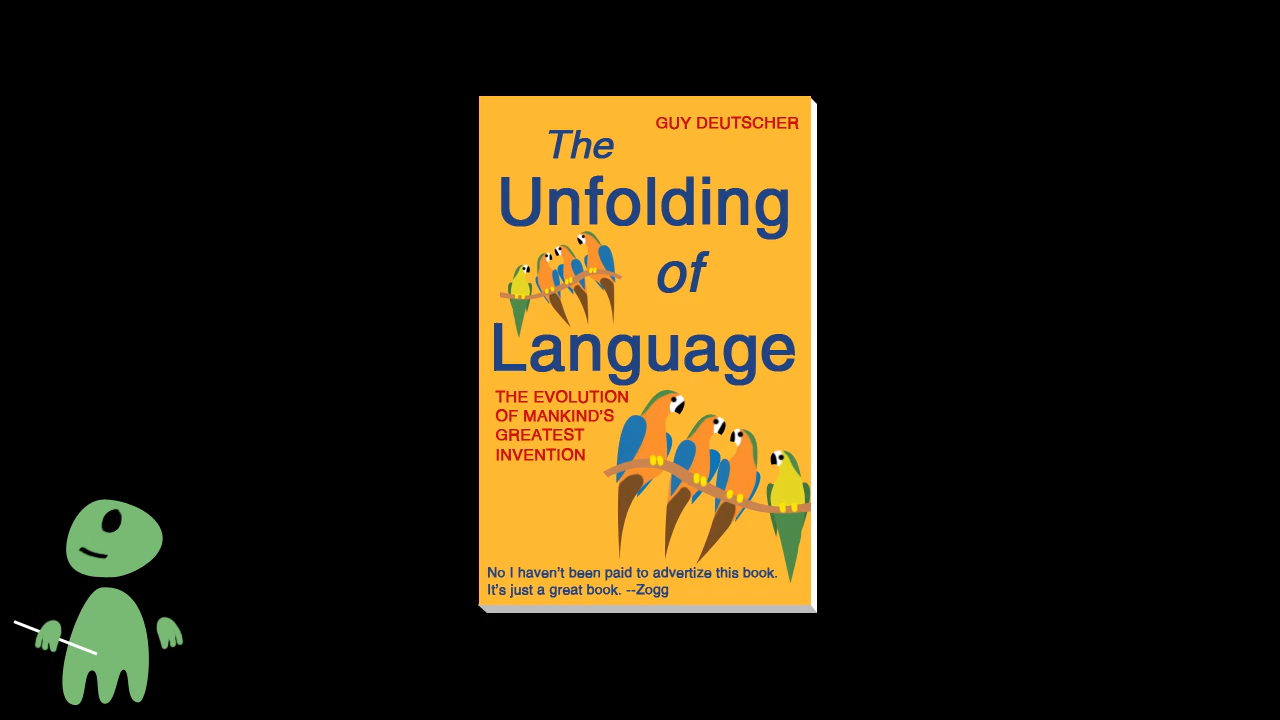 GUY DEUTSCHER
The
Unfolding
of
Language
THE EVOLUTION
OF MANKIND'S
GREATEST
INVENTION
No I haven't been paid to advertize this book.
It's just a great book. --Zogg